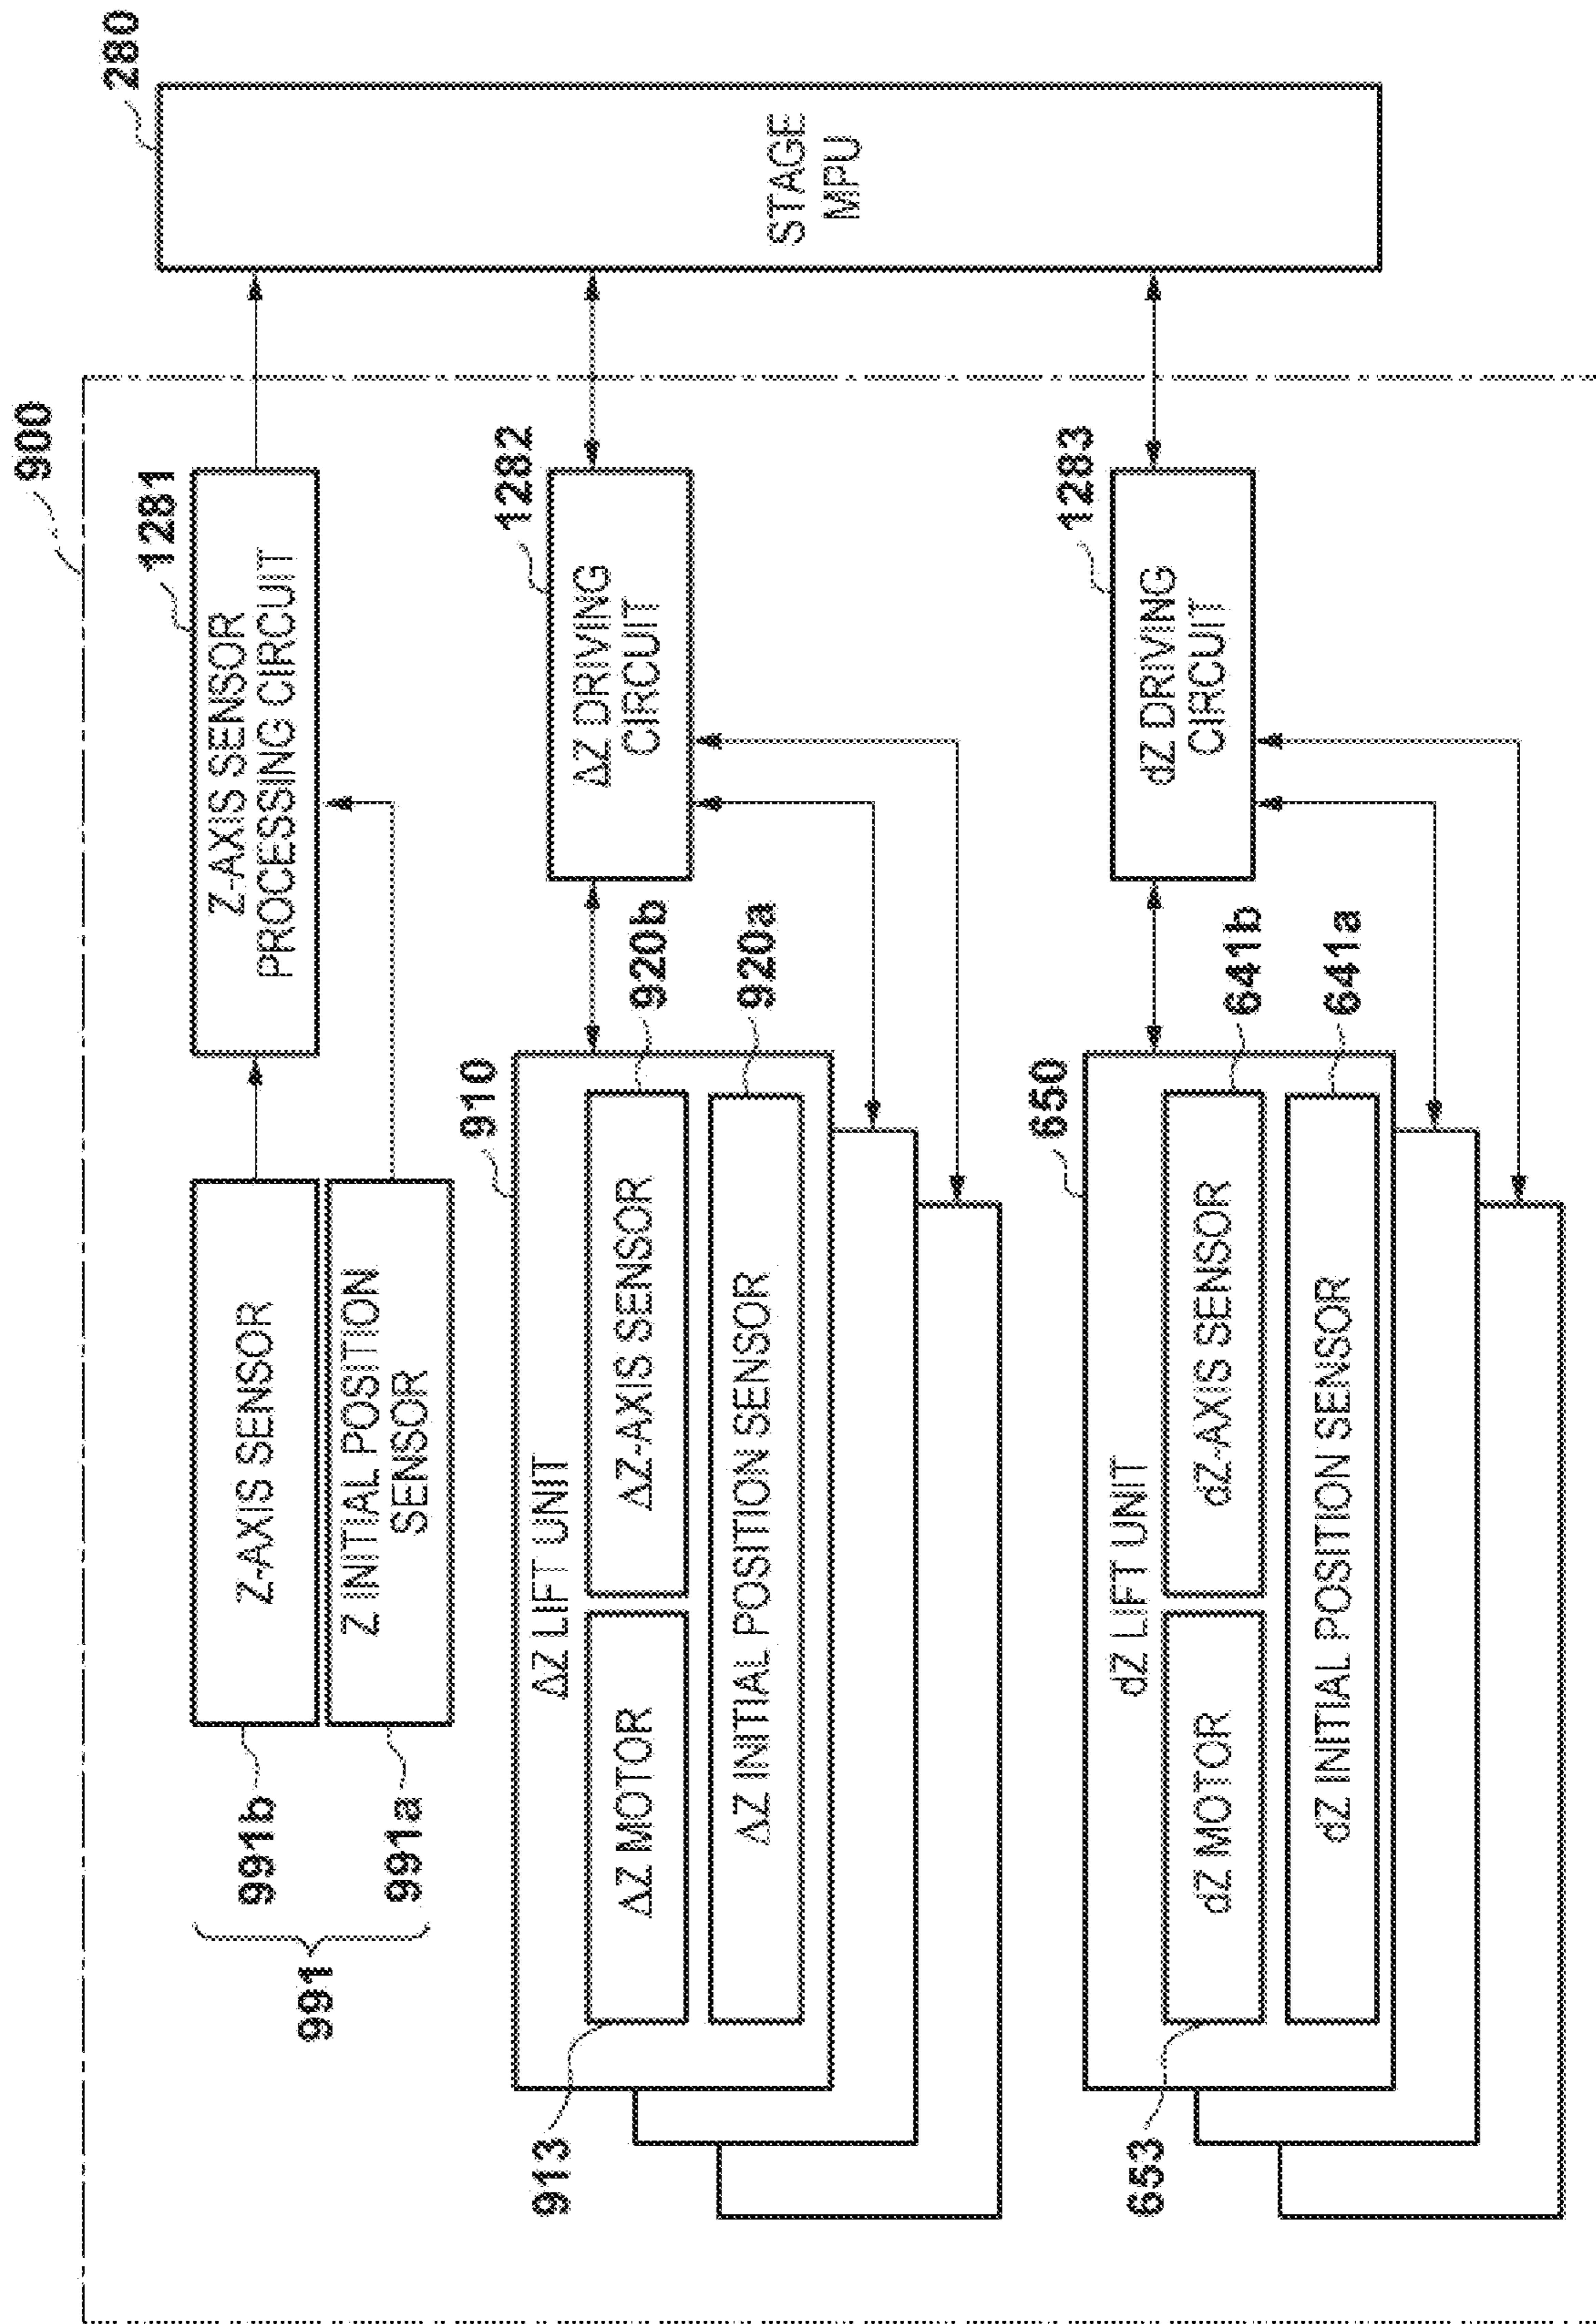 900
280
991b
991a
991
Z-AXIS SENSOR
Z INITIAL POSITION
SENSOR
1281
Z-AXIS SENSOR
PROCESSING CIRCUIT
STAGE
MPU
910
ΔZ LIFT UNIT
913
ΔZ MOTOR
ΔZ-AXIS SENSOR
920b
ΔZ INITIAL POSITION SENSOR
920a
1282
ΔZ DRIVING
CIRCUIT
650
dZ LIFT UNIT
653
dZ MOTOR
dZ-AXIS SENSOR
641b
dZ INITIAL POSITION SENSOR
641a
1283
dZ DRIVING
CIRCUIT